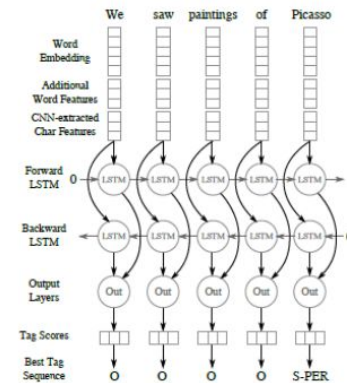 We saw paintings of Picasso
Word
Embedding
Additional
Word Features
CNN-extracted
Char Features
Forward
LSTM
0 LSTM LSTM LSTM LSTM LSTM
Backward
LSTM
LSTM LSTM LSTM LSTM LSTM
Output
Layers
Out Out Out Out Out
Tag Scores
Best Tag
Sequence
O O O O S-PER